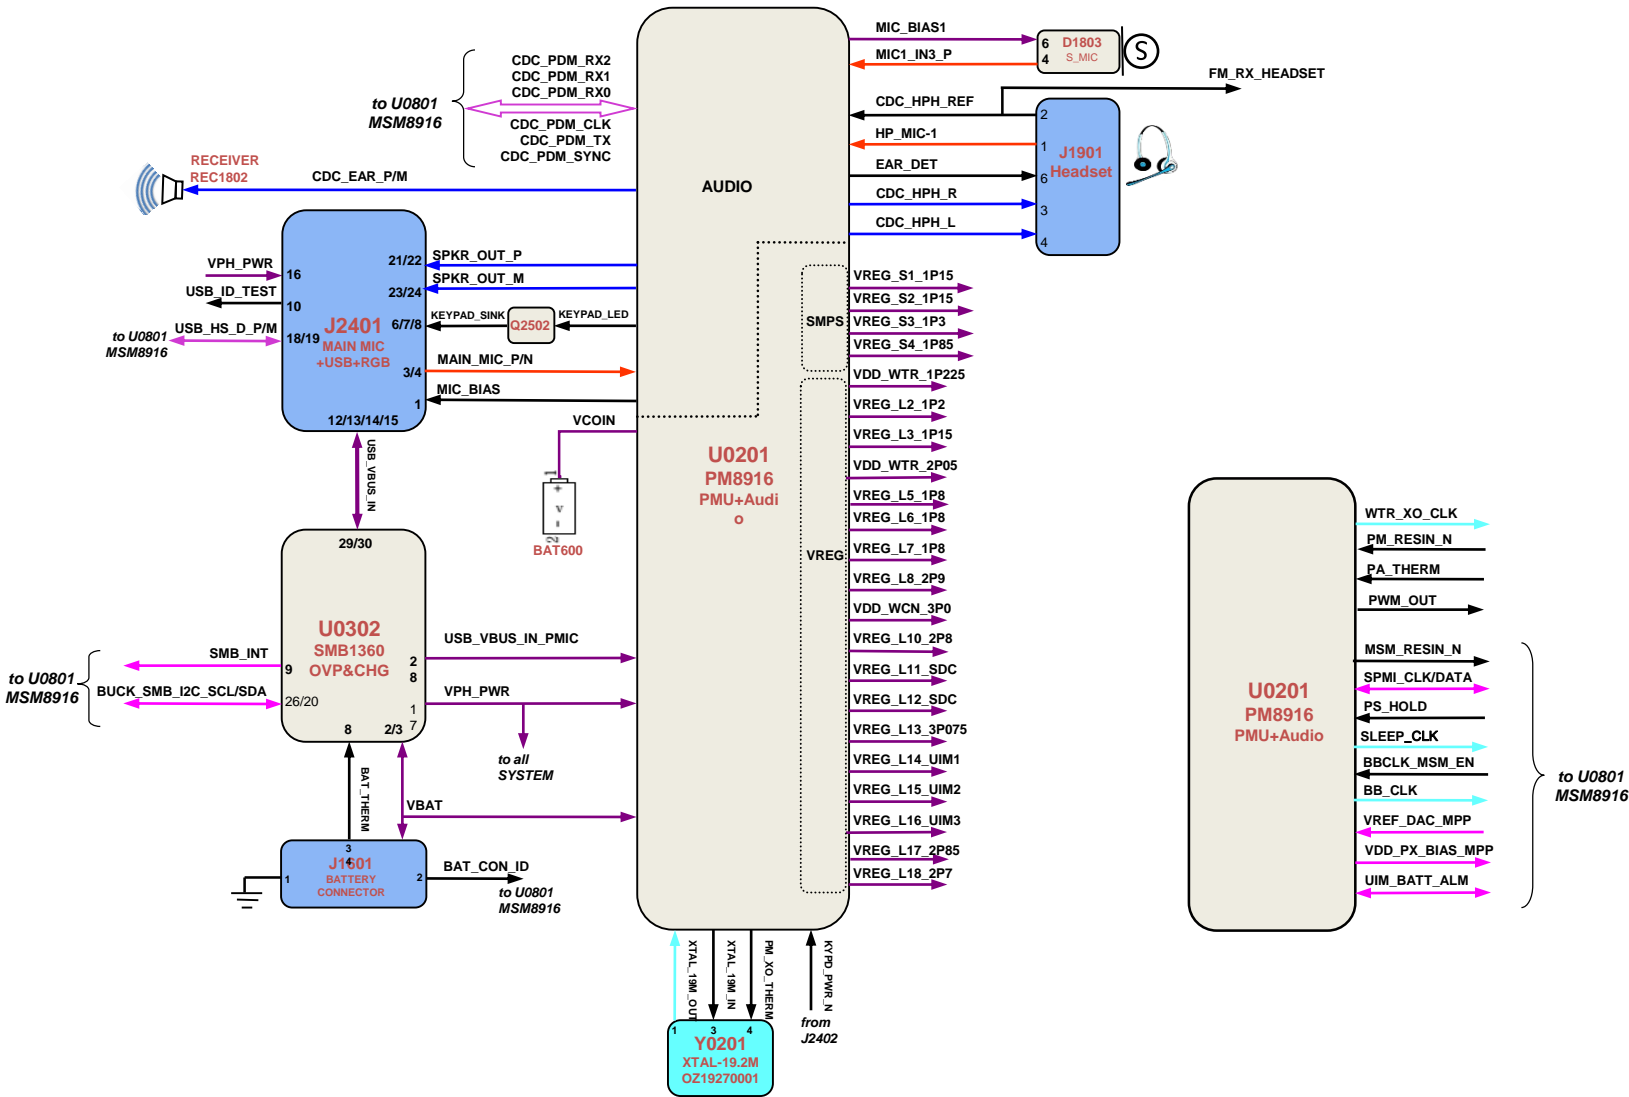 CDC_PDM_RX2
CDC_PDM_RX1
CDC_PDM_RX0
to U0801
MSM8916
CDC_PDM_CLK
CDC_PDM_TX
CDC_PDM_SYNC
RECEIVER
REC1802
CDC_EAR_P/M
VPH_PWR
16
USB_ID_TEST
10
USB_HS_D_P/M
18/19
to U0801
MSM8916
J2401
MAIN MIC
+USB+RGB
21/22
SPKR_OUT_P
23/24
SPKR_OUT_M
6/7/8
KEYPAD_SINK
Q2502
KEYPAD_LED
3/4
MAIN_MIC_P/N
1
MIC_BIAS
12/13/14/15
USB_VBUS_IN
VCOIN
1
+
V
-
2
BAT600
29/30
U0302
SMB1360
OVP&CHG
SMB_INT
9
to U0801
MSM8916
BUCK_SMB_I2C_SCL/SDA
26/20
2
8
USB_VBUS_IN_PMIC
1
7
VPH_PWR
to all
SYSTEM
8
2/3
BAT_THERM
VBAT
3
4
J1601
BATTERY
CONNECTOR
1
2
BAT_CON_ID
to U0801
MSM8916
AUDIO
SMPS
VREG
U0201
PM8916
PMU+Audi
o
MIC_BIAS1
MIC1_IN3_P
6
4
D1803
S_MIC
S
FM_RX_HEADSET
CDC_HPH_REF
2
HP_MIC-1
1
EAR_DET
6
CDC_HPH_R
3
CDC_HPH_L
4
J1901
Headset
VREG_S1_1P15
VREG_S2_1P15
VREG_S3_1P3
VREG_S4_1P85
VDD_WTR_1P225
VREG_L2_1P2
VREG_L3_1P15
VDD_WTR_2P05
VREG_L5_1P8
VREG_L6_1P8
VREG_L7_1P8
VREG_L8_2P9
VDD_WCN_3P0
VREG_L10_2P8
VREG_L11_SDC
VREG_L12_SDC
VREG_L13_3P075
VREG_L14_UIM1
VREG_L15_UIM2
VREG_L16_UIM3
VREG_L17_2P85
VREG_L18_2P7
XTAL_19M_OUT
XTAL_19M_IN
PM_XO_THERM
KYPD_PWR_N
from
J2402
1
3
4
Y0201
XTAL-19.2M
OZ19270001
U0201
PM8916
PMU+Audio
WTR_XO_CLK
PM_RESIN_N
PA_THERM
PWM_OUT
MSM_RESIN_N
SPMI_CLK/DATA
PS_HOLD
SLEEP_CLK
BBCLK_MSM_EN
BB_CLK
VREF_DAC_MPP
VDD_PX_BIAS_MPP
UIM_BATT_ALM
to U0801
MSM8916